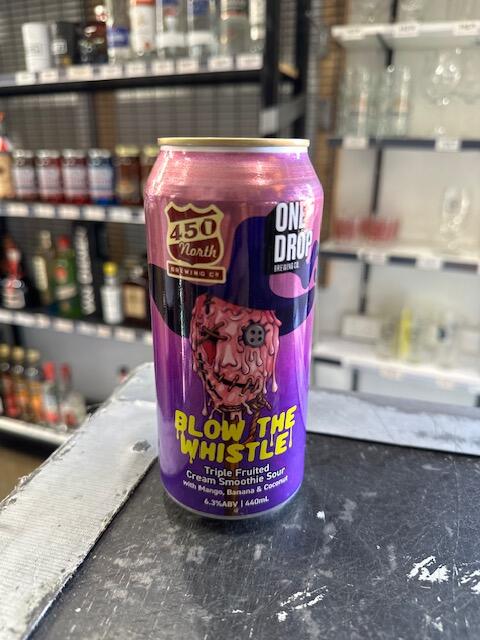 450
North
BREWING CO
ONE
DROP
BREWING CO.
BLOW THE
WHISTLE!
Triple Fruited
Cream Smoothie Sour
with Mango, Banana & Coconut
6.3%ABV | 440mL